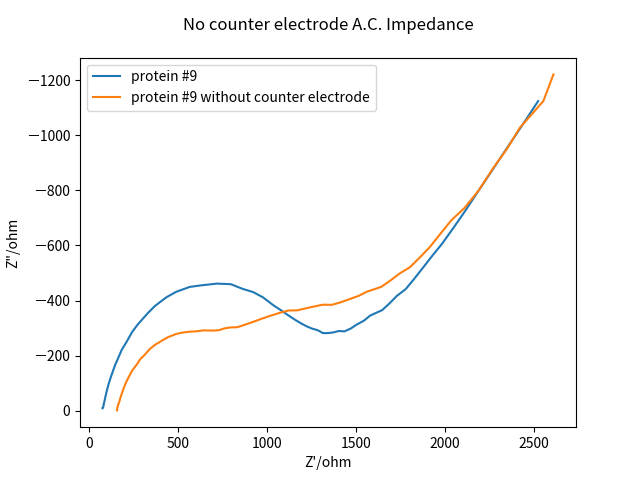 No counter electrode A.C. Impedance
protein #9
protein #9 without counter electrode
Z''/ohm
−1200
−1000
−800
−600
−400
−200
0
0 500 1000 1500 2000 2500
Z'/ohm